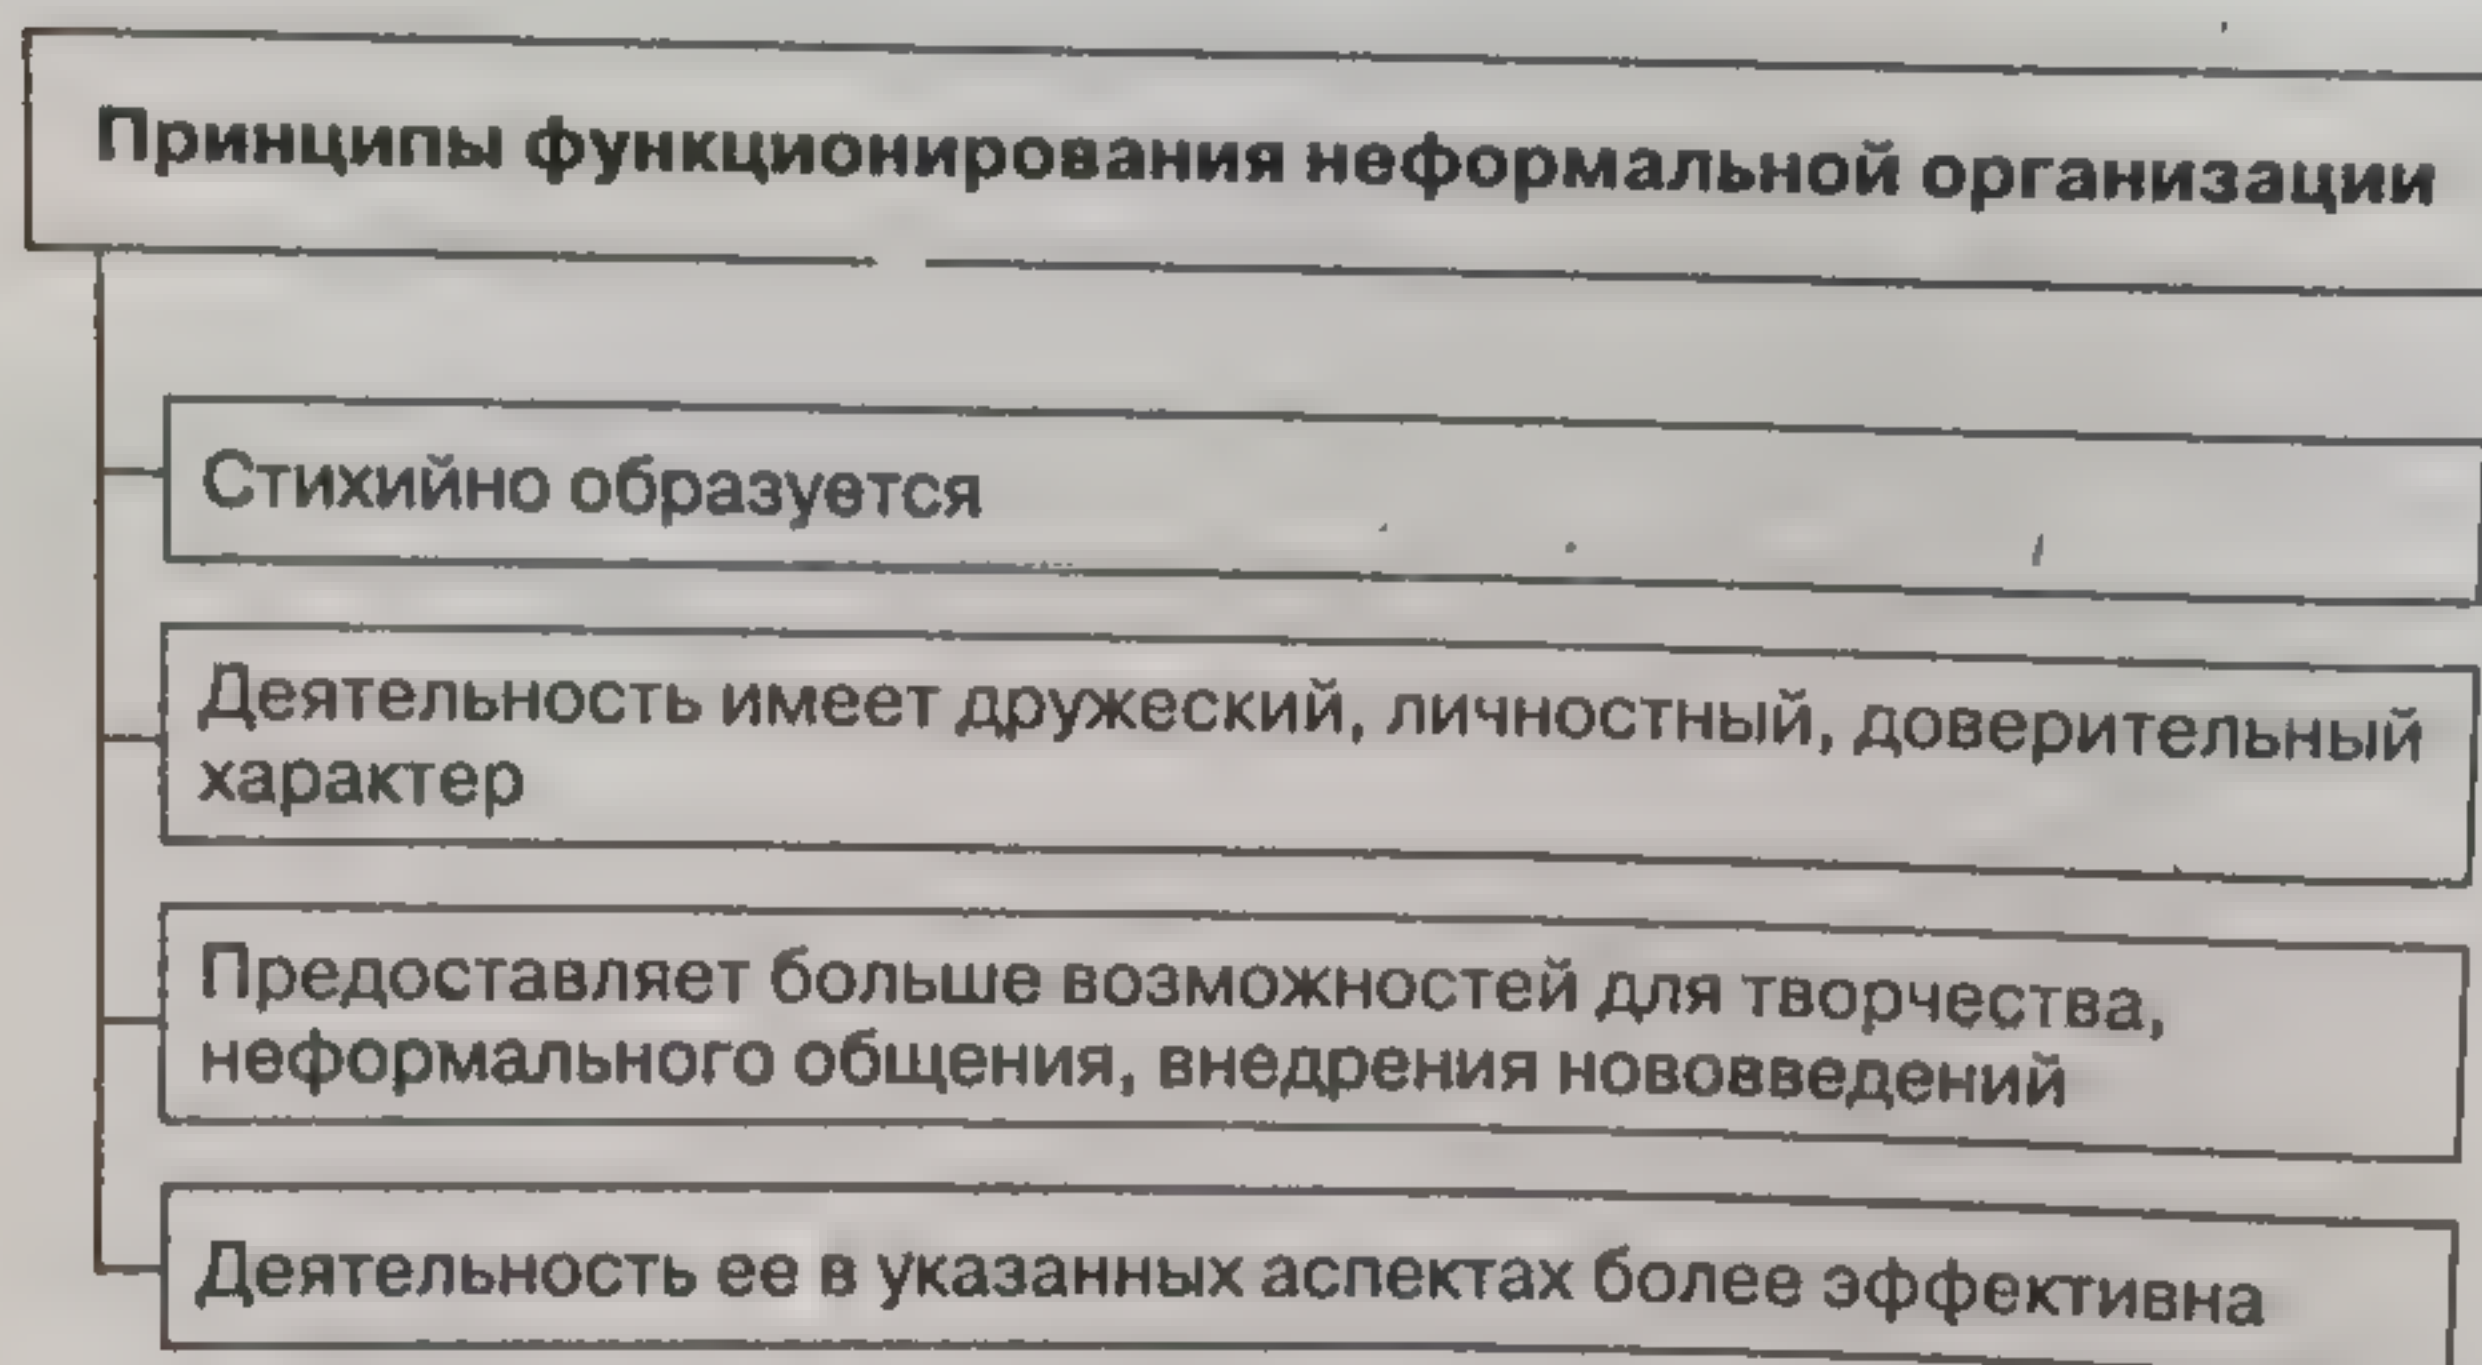 Принципы функционирования неформальной организации
Стихийно образуется
Деятельность имеет дружеский, личностный, доверительный
характер
Предоставляет больше возможностей для творчества,
неформального общения, внедрения нововведений
Деятельность ее в указанных аспектах более эффективна